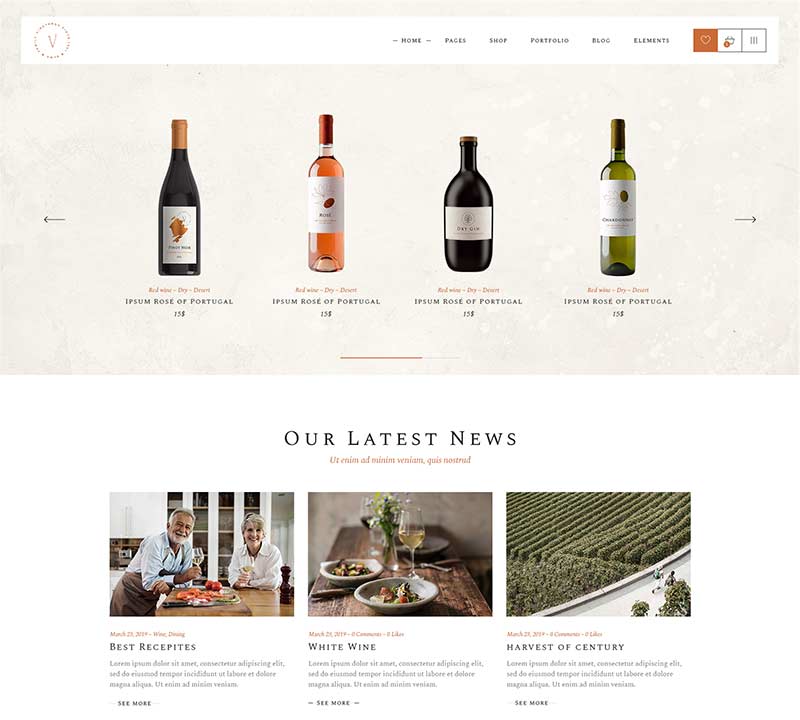 V
— Home —
Pages
Shop
Portfolio
Blog
Elements
Pinot Noir
Rosé
Dry Gin
Chardonnay
Red wine – Dry – Desert
Ipsum Rosé of Portugal
15$
Red wine – Dry – Desert
Ipsum Rosé of Portugal
15$
Red wine – Dry – Desert
Ipsum Rosé of Portugal
15$
Red wine – Dry – Desert
Ipsum Rosé of Portugal
15$
Our Latest News
Ut enim ad minim veniam, quis nostrud
March 23, 2019 – Wine, Dining
Best Recepites
Lorem ipsum dolor sit amet, consectetur adipiscing elit,
sed do eiusmod tempor incididunt ut labore et dolore
magna aliqua. Ut enim ad minim veniam.
See more
March 23, 2019 – 0 Comments – 0 Likes
White Wine
Lorem ipsum dolor sit amet, consectetur adipiscing elit,
sed do eiusmod tempor incididunt ut labore et dolore
magna aliqua. Ut enim ad minim veniam.
— See more —
March 23, 2019 – 0 Comments – 0 Likes
harvest of century
Lorem ipsum dolor sit amet, consectetur adipiscing elit,
sed do eiusmod tempor incididunt ut labore et dolore
magna aliqua. Ut enim ad minim veniam.
See more